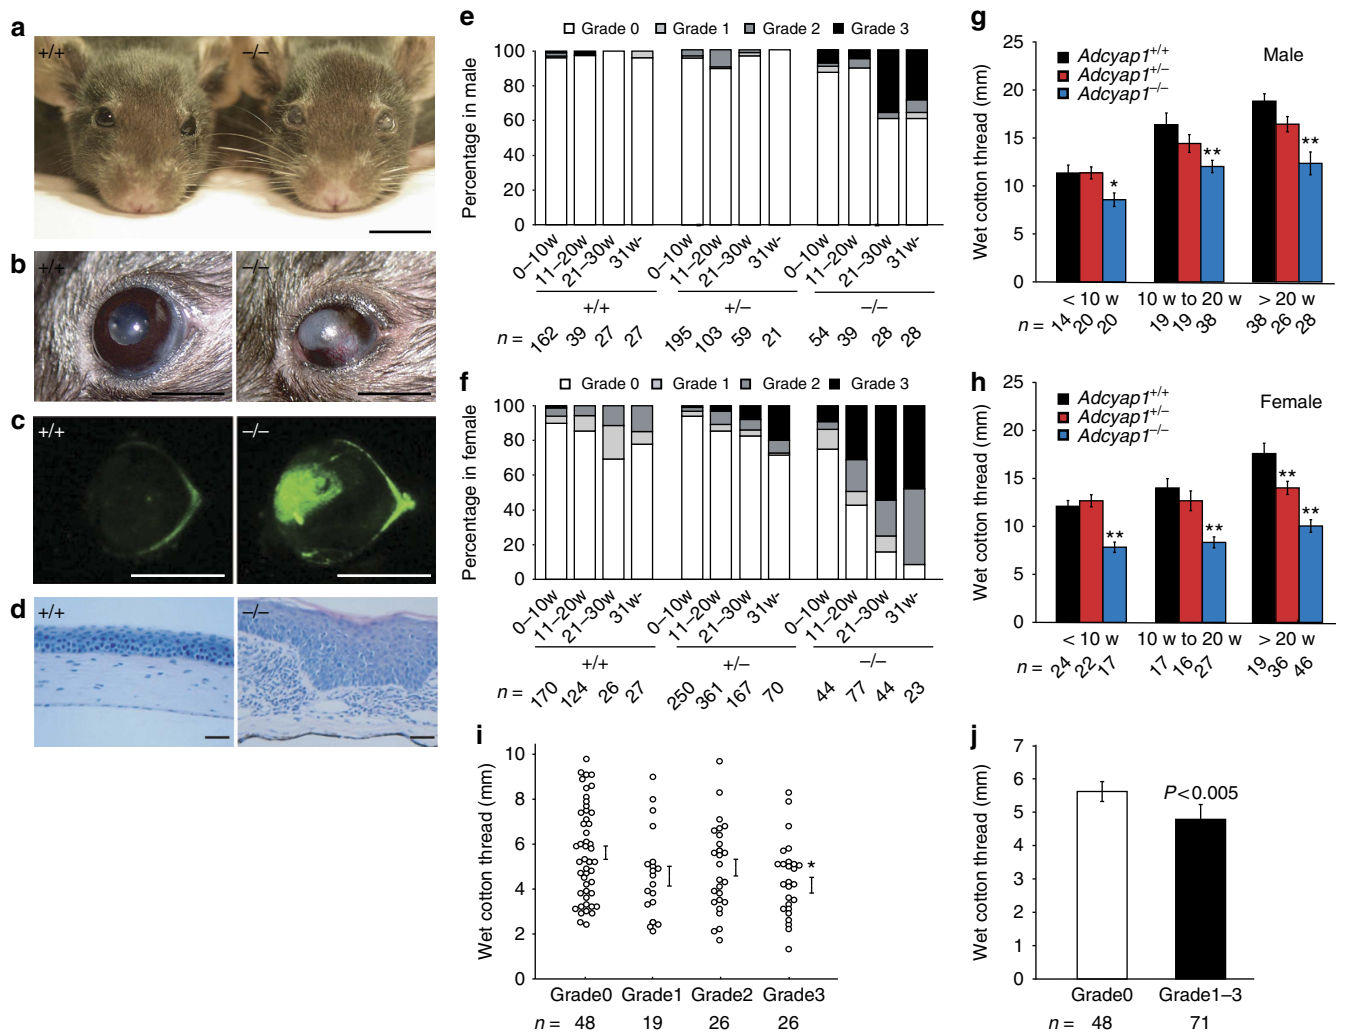 a
+/+
–/–
b
+/+
–/–
c
+/+
–/–
d
+/+
–/–
e
Grade 0 Grade 1 Grade 2 Grade 3
Percentage in male
100
80
60
40
20
0
0–10w 11–20w 21–30w 31w- 0–10w 11–20w 21–30w 31w- 0–10w 11–20w 21–30w 31w-
+/+ +/– –/–
n = 162 39 27 27 195 103 59 21 54 39 28 28
f
Grade 0 Grade 1 Grade 2 Grade 3
Percentage in female
100
80
60
40
20
0
0–10w 11–20w 21–30w 31w- 0–10w 11–20w 21–30w 31w- 0–10w 11–20w 21–30w 31w-
+/+ +/– –/–
n = 170 124 26 27 250 361 167 70 44 77 44 23
g
Male
Adcyap1+/+
Adcyap1+/–
Adcyap1–/–
Wet cotton thread (mm)
25
20
15
10
5
0
* ** **
< 10 w 10 w to 20 w > 20 w
n = 14 20 20 19 19 38 38 26 28
h
Female
Adcyap1+/+
Adcyap1+/–
Adcyap1–/–
Wet cotton thread (mm)
25
20
15
10
5
0
** ** ** **
< 10 w 10 w to 20 w > 20 w
n = 24 22 17 17 16 27 19 36 46
i
Wet cotton thread (mm)
10
8
6
4
2
0
*
Grade0 Grade1 Grade2 Grade3
n = 48 19 26 26
j
Wet cotton thread (mm)
7
6
5
4
3
2
1
0
P<0.005
Grade0 Grade1–3
n = 48 71